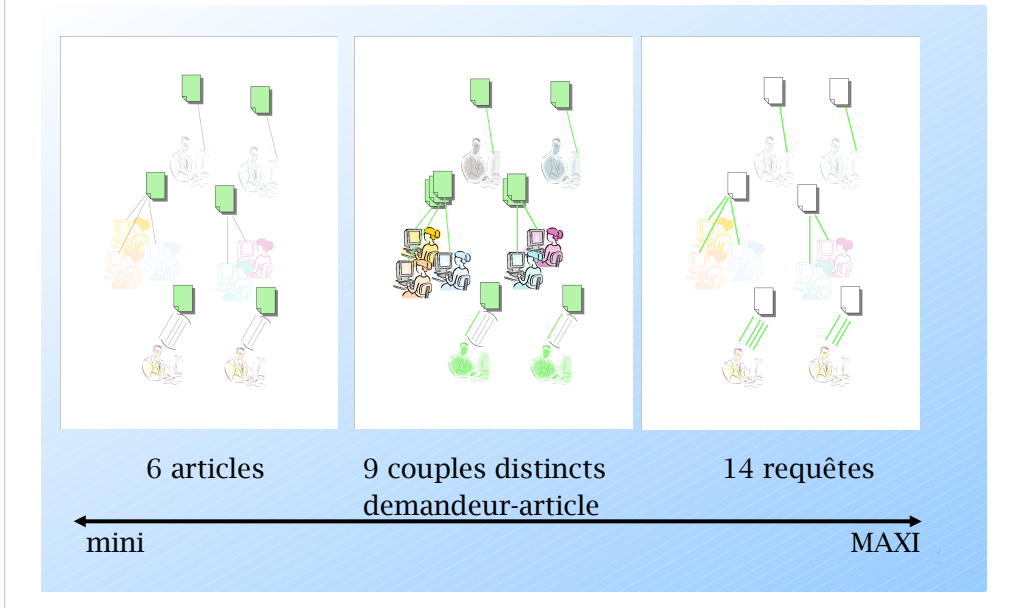 6 articles
9 couples distincts
demandeur-article
14 requêtes
mini
MAXI